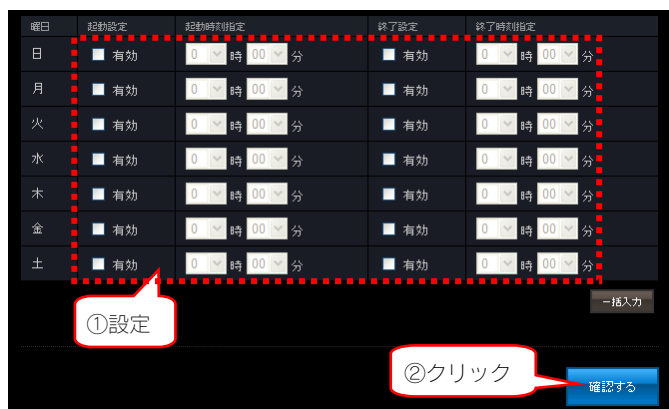 曜日 起動設定 起動時刻指定 終了設定 終了時刻指定
日 有効 0 時 00 分 有効 0 時 00 分
月 有効 0 時 00 分 有効 0 時 00 分
火 有効 0 時 00 分 有効 0 時 00 分
水 有効 0 時 00 分 有効 0 時 00 分
木 有効 0 時 00 分 有効 0 時 00 分
金 有効 0 時 00 分 有効 0 時 00 分
土 有効 0 時 00 分 有効 0 時 00 分
一括入力
①設定
②クリック
確認する